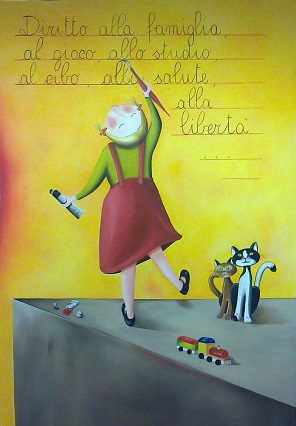 Diritto alla famiglia,
al gioco, allo studio,
al cibo, alla salute,
alla
libertà
...